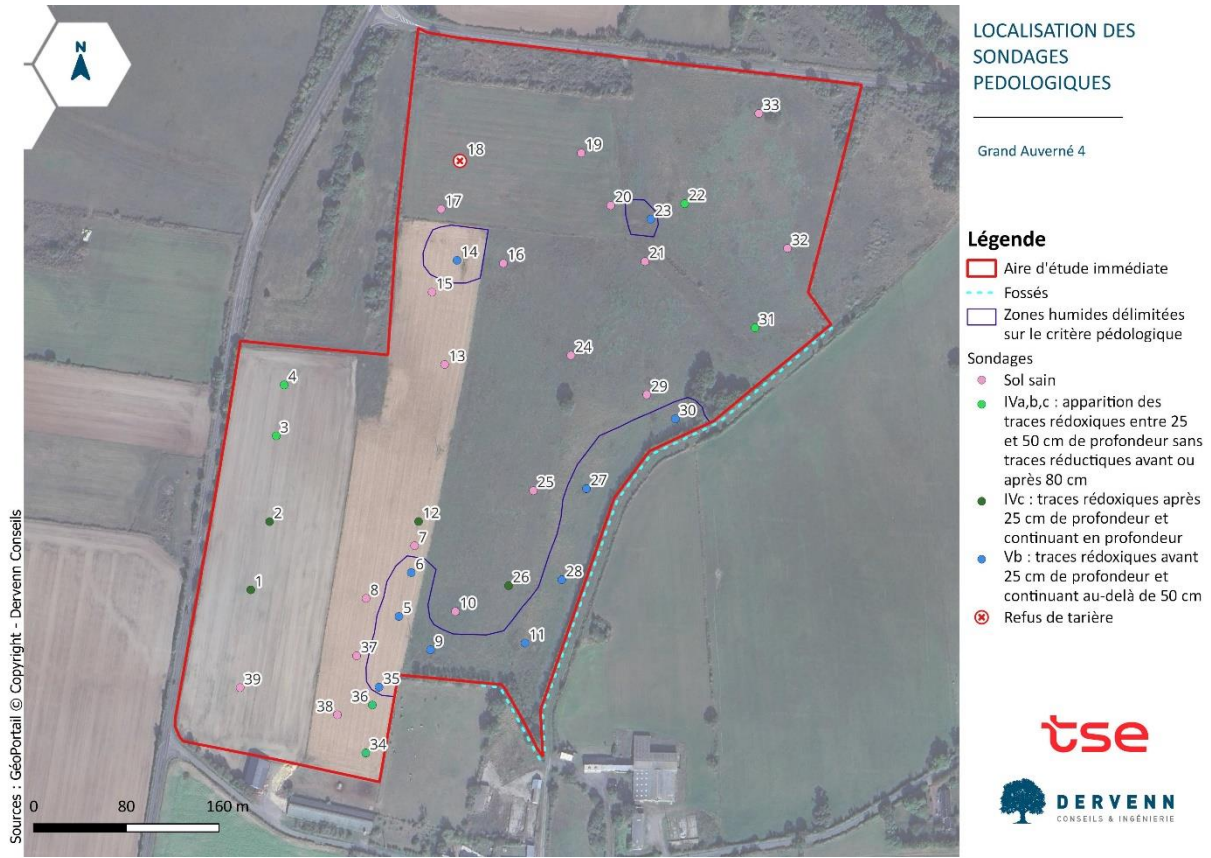 LOCALISATION DES
SONDAGES
PEDOLOGIQUES
Grand Auverné 4
Légende
Aire d'étude immédiate
Fossés
Zones humides délimitées
sur le critère pédologique
Sondages
Sol sain
IVa,b,c : apparition des
traces rédoxiques entre 25
et 50 cm de profondeur sans
traces réductiques avant ou
après 80 cm
IVc : traces rédoxiques après
25 cm de profondeur et
continuant en profondeur
Vb : traces rédoxiques avant
25 cm de profondeur et
continuant au-delà de 50 cm
Refus de tarière
tse
DERVENN
CONSEILS & INGÉNIERIE
N
33
19
18
20
22
17
23
32
14
16
21
15
31
24
13
4
29
30
3
25
27
2
12
7
6
28
26
1
8
5
10
11
9
37
39
35
36
38
34
0 80 160 m
Sources : GéoPortail © Copyright - Dervenn Conseils